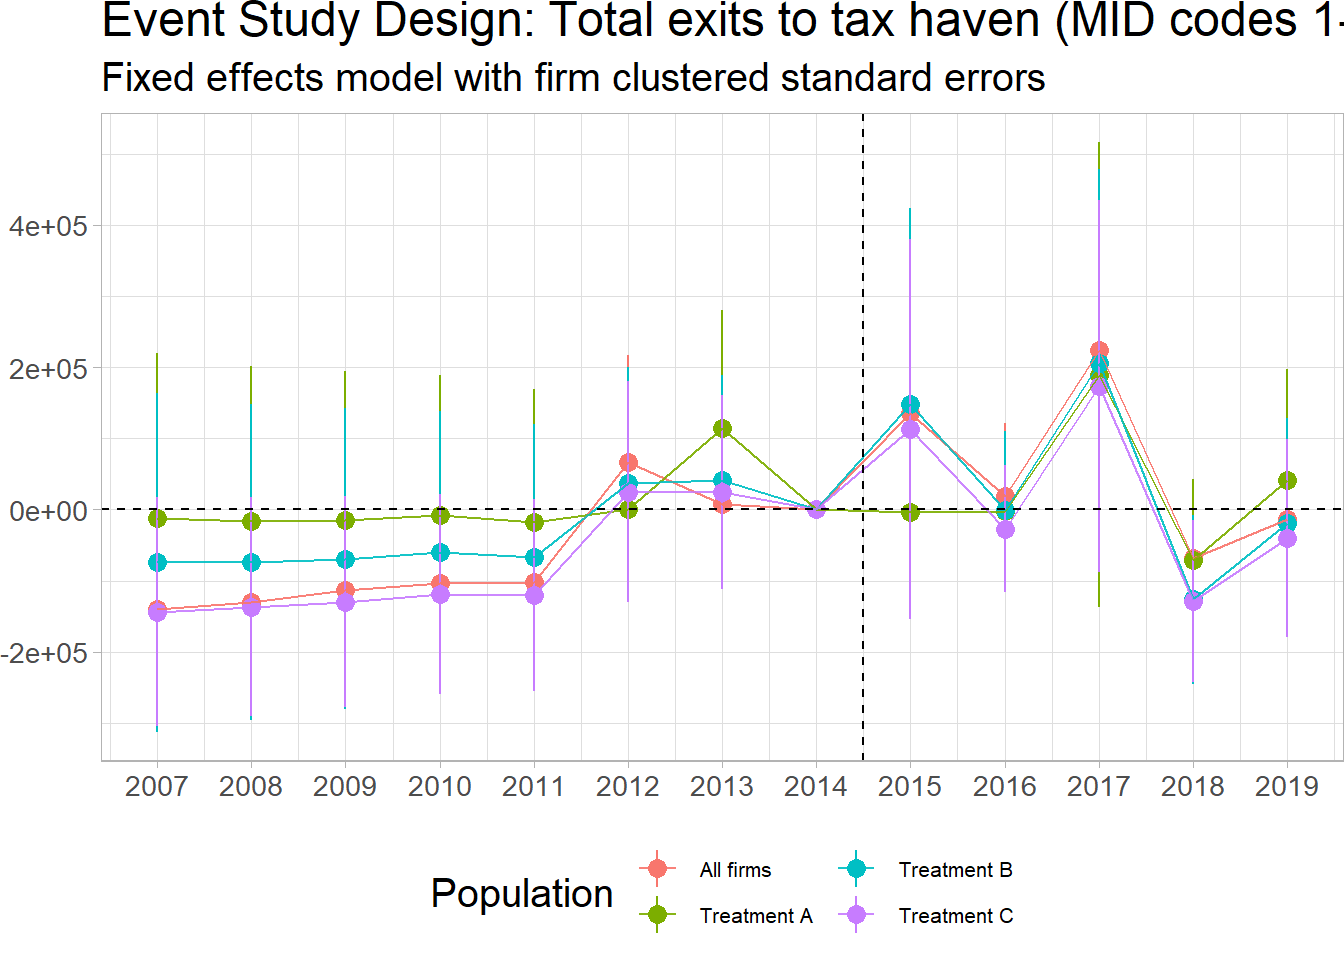 Event Study Design: Total exits to tax haven (MID codes 1-
Fixed effects model with firm clustered standard errors
4e+05
2e+05
0e+00
-2e+05
2007 2008 2009 2010 2011 2012 2013 2014 2015 2016 2017 2018 2019
Population
All firms
Treatment B
Treatment A
Treatment C